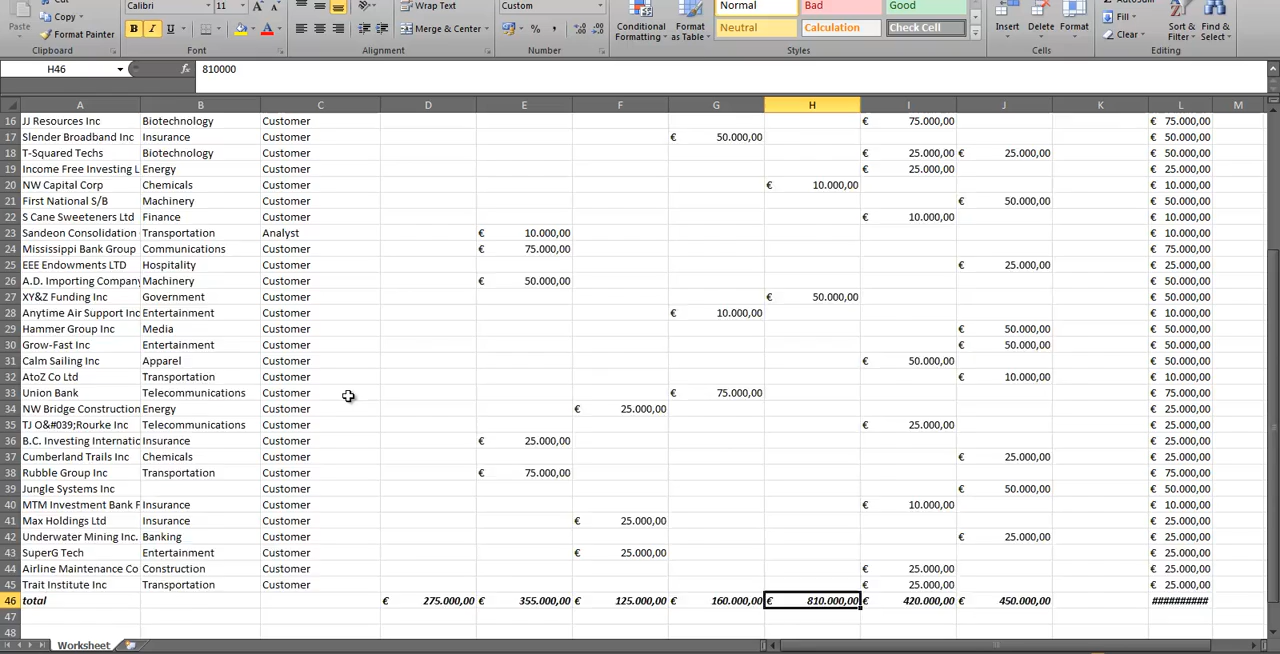 Cut
Calibri 11 A A Wrap Text Custom Normal Bad Good AutoSum
Paste Format Painter B I U Merge & Center % , Conditional Formatting Format as Table Neutral Calculation Check Cell Insert Delete Format Fill Clear Sort & Filter Find & Select
Clipboard Font Alignment Number Styles Cells Editing
H46 fx 810000
A B C D E F G H I J K L M
16 JJ Resources Inc Biotechnology Customer € 75.000,00 € 75.000,00
17 Slender Broadband Inc Insurance Customer € 50.000,00 € 50.000,00
18 T-Squared Techs Biotechnology Customer € 25.000,00 € 25.000,00 € 50.000,00
19 Income Free Investing L Energy Customer € 25.000,00 € 25.000,00
20 NW Capital Corp Chemicals Customer € 10.000,00 € 10.000,00
21 First National S/B Machinery Customer € 50.000,00 € 50.000,00
22 S Cane Sweeteners Ltd Finance Customer € 10.000,00 € 10.000,00
23 Sandeon Consolidation Transportation Analyst € 10.000,00 € 10.000,00
24 Mississippi Bank Group Communications Customer € 75.000,00 € 75.000,00
25 EEE Endowments LTD Hospitality Customer € 25.000,00 € 25.000,00
26 A.D. Importing Company Machinery Customer € 50.000,00 € 50.000,00
27 XY&Z Funding Inc Government Customer € 50.000,00 € 50.000,00
28 Anytime Air Support Inc Entertainment Customer € 10.000,00 € 10.000,00
29 Hammer Group Inc Media Customer € 50.000,00 € 50.000,00
30 Grow-Fast Inc Entertainment Customer € 50.000,00 € 50.000,00
31 Calm Sailing Inc Apparel Customer € 50.000,00 € 50.000,00
32 AtoZ Co Ltd Transportation Customer € 10.000,00 € 10.000,00
33 Union Bank Telecommunications Customer € 75.000,00 € 75.000,00
34 NW Bridge Construction Energy Customer € 25.000,00 € 25.000,00
35 TJ O&#039;Rourke Inc Telecommunications Customer € 25.000,00 € 25.000,00
36 B.C. Investing Internatio Insurance Customer € 25.000,00 € 25.000,00
37 Cumberland Trails Inc Chemicals Customer € 25.000,00 € 25.000,00
38 Rubble Group Inc Transportation Customer € 75.000,00 € 75.000,00
39 Jungle Systems Inc Customer € 50.000,00 € 50.000,00
40 MTM Investment Bank F Insurance Customer € 10.000,00 € 10.000,00
41 Max Holdings Ltd Insurance Customer € 25.000,00 € 25.000,00
42 Underwater Mining Inc. Banking Customer € 25.000,00 € 25.000,00
43 SuperG Tech Entertainment Customer € 25.000,00 € 25.000,00
44 Airline Maintenance Co Construction Customer € 25.000,00 € 25.000,00
45 Trait Institute Inc Transportation Customer € 25.000,00 € 25.000,00
46 total € 275.000,00 € 355.000,00 € 125.000,00 € 160.000,00 € 810.000,00 € 420.000,00 € 450.000,00 ##########
47
48
Worksheet